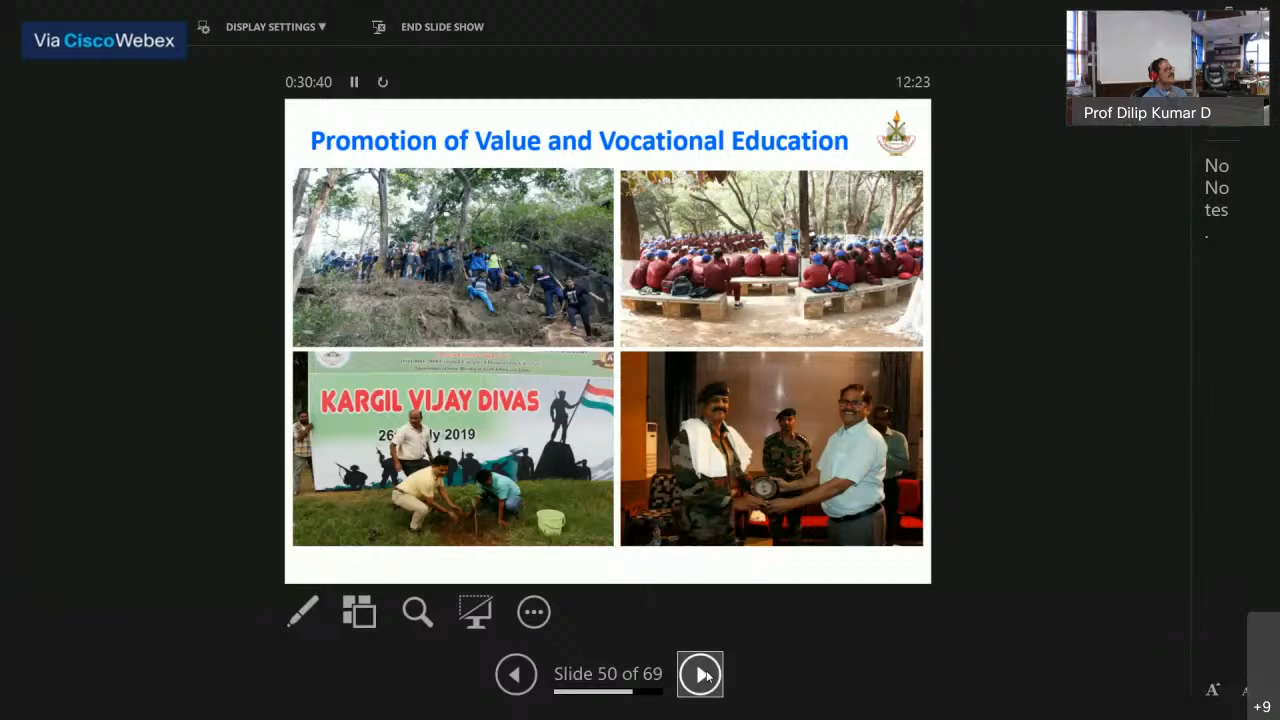 Via CiscoWebex
DISPLAY SETTINGS ▼
END SLIDE SHOW
0:30:40
12:23
Promotion of Value and Vocational Education
KARGIL VIJAY DIVAS
2019
Prof Dilip Kumar D
No
No
tes
.
Slide 50 of 69
A
+9